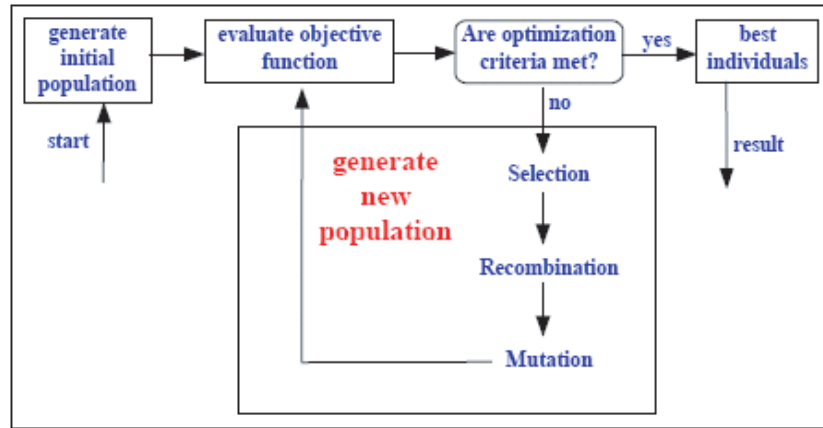 generate
initial
population
evaluate objective
function
Are optimization
criteria met?
yes
best
individuals
start
no
result
generate
new
population
Selection
Recombination
Mutation